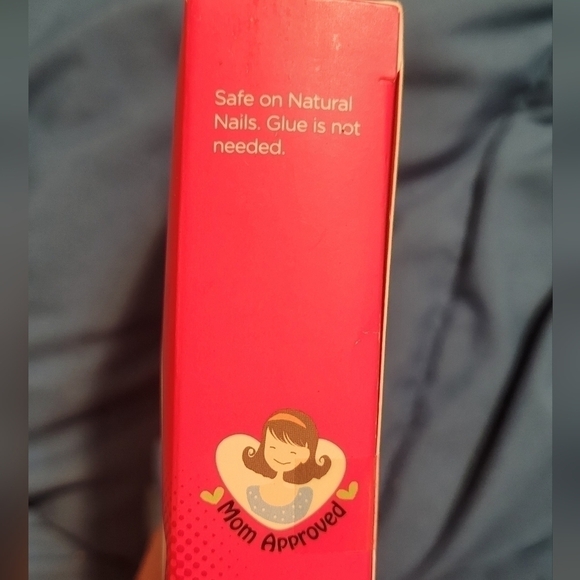 Safe on Natural
Nails. Glue is not
needed.
Mom Approved